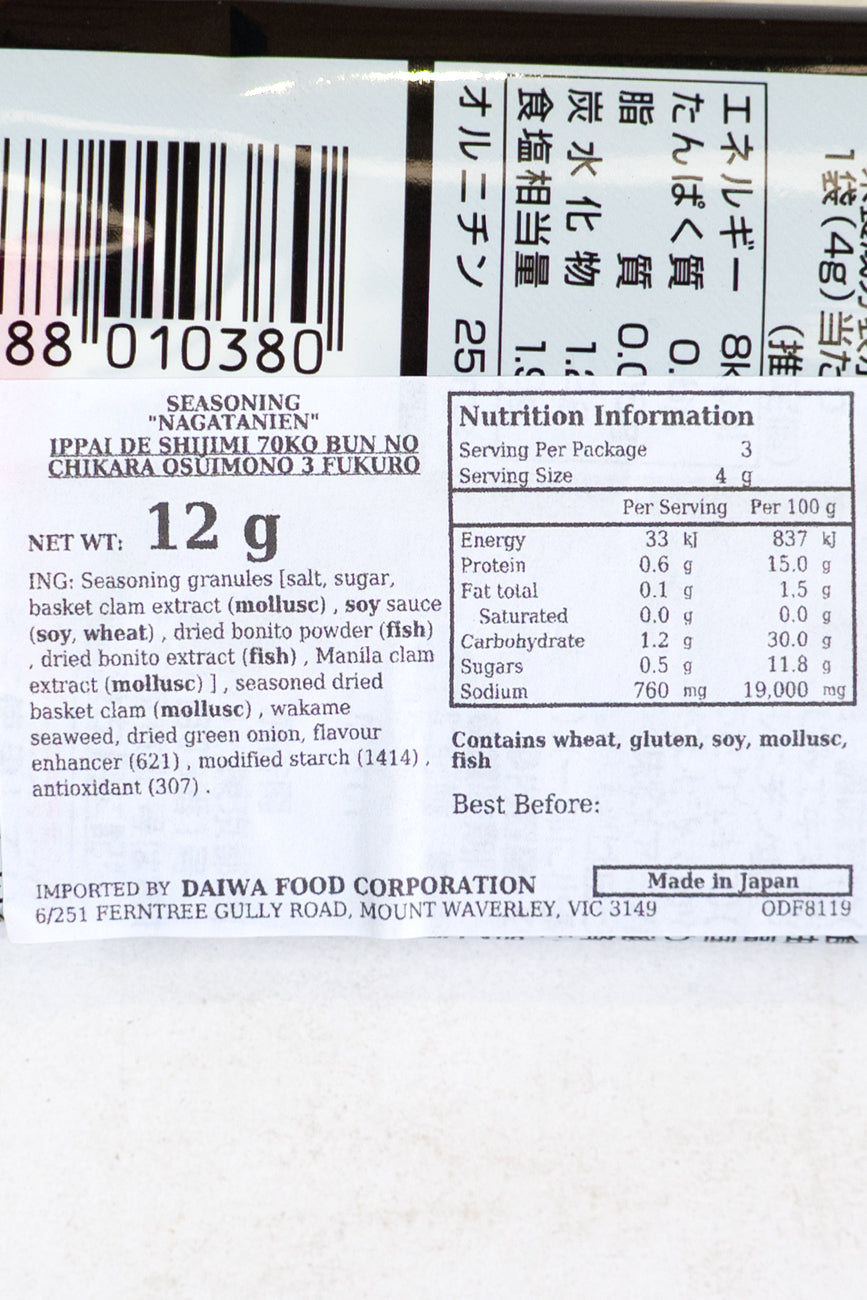 オルニチン 25
食塩相当量 1.9
炭水化物 1.2
脂質 0.0
たんぱく質 0.
エネルギー 8k
(推
1袋(4g)当た
88 010380
SEASONING
"NAGATANIEN"
IPPAI DE SHIJIMI 70KO BUN NO
CHIKARA OSUIMONO 3 FUKURO
NET WT: 12 g
ING: Seasoning granules [salt, sugar,
basket clam extract (mollusc) , soy sauce
(soy, wheat) , dried bonito powder (fish)
, dried bonito extract (fish) , Manila clam
extract (mollusc) ] , seasoned dried
basket clam (mollusc) , wakame
seaweed, dried green onion, flavour
enhancer (621) , modified starch (1414) ,
antioxidant (307) .
Nutrition Information
Serving Per Package 3
Serving Size 4 g
Per Serving Per 100 g
Energy 33 kJ 837 kJ
Protein 0.6 g 15.0 g
Fat total 0.1 g 1.5 g
Saturated 0.0 g 0.0 g
Carbohydrate 1.2 g 30.0 g
Sugars 0.5 g 11.8 g
Sodium 760 mg 19,000 mg
Contains wheat, gluten, soy, mollusc,
fish
Best Before:
IMPORTED BY DAIWA FOOD CORPORATION
Made in Japan
6/251 FERNTREE GULLY ROAD, MOUNT WAVERLEY, VIC 3149 ODF8119